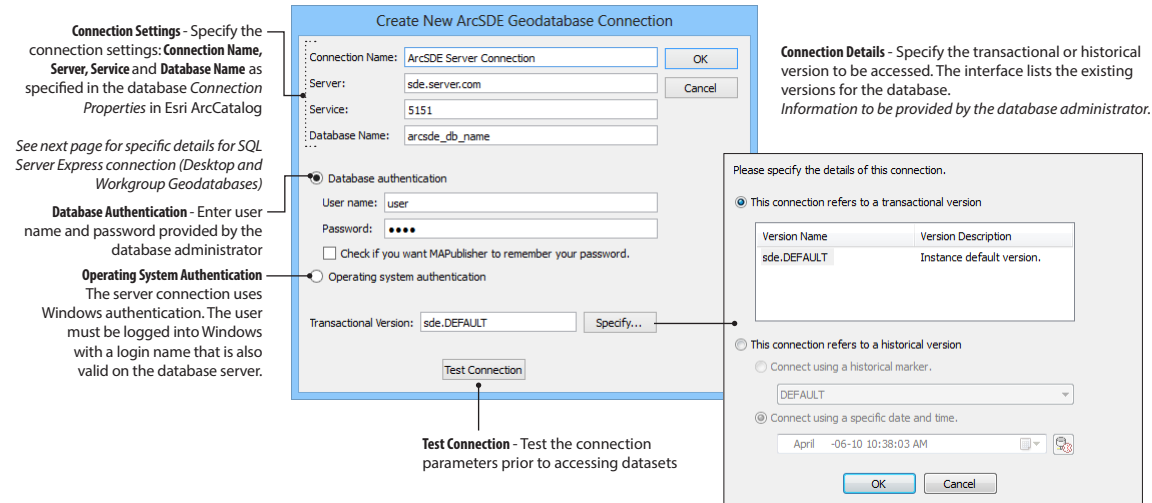 Connection Settings - Specify the
connection settings: Connection Name,
Server, Service and Database Name as
specified in the database Connection
Properties in Esri ArcCatalog
See next page for specific details for SQL
Server Express connection (Desktop and
Workgroup Geodatabases)
Database Authentication - Enter user
name and password provided by the
database administrator
Operating System Authentication
The server connection uses
Windows authentication. The user
must be logged into Windows
with a login name that is also
valid on the database server.
Create New ArcSDE Geodatabase Connection
Connection Name: ArcSDE Server Connection OK
Server: sde.server.com Cancel
Service: 5151
Database Name: arcsde_db_name
Database authentication
User name: user
Password: ••••
Check if you want MAPublisher to remember your password.
Operating system authentication
Transactional Version: sde.DEFAULT Specify...
Test Connection
Test Connection - Test the connection
parameters prior to accessing datasets
Connection Details - Specify the transactional or historical
version to be accessed. The interface lists the existing
versions for the database.
Information to be provided by the database administrator.
Please specify the details of this connection.
This connection refers to a transactional version
Version Name Version Description
sde.DEFAULT Instance default version.
This connection refers to a historical version
Connect using a historical marker.
DEFAULT
Connect using a specific date and time.
April -06-10 10:38:03 AM
OK Cancel